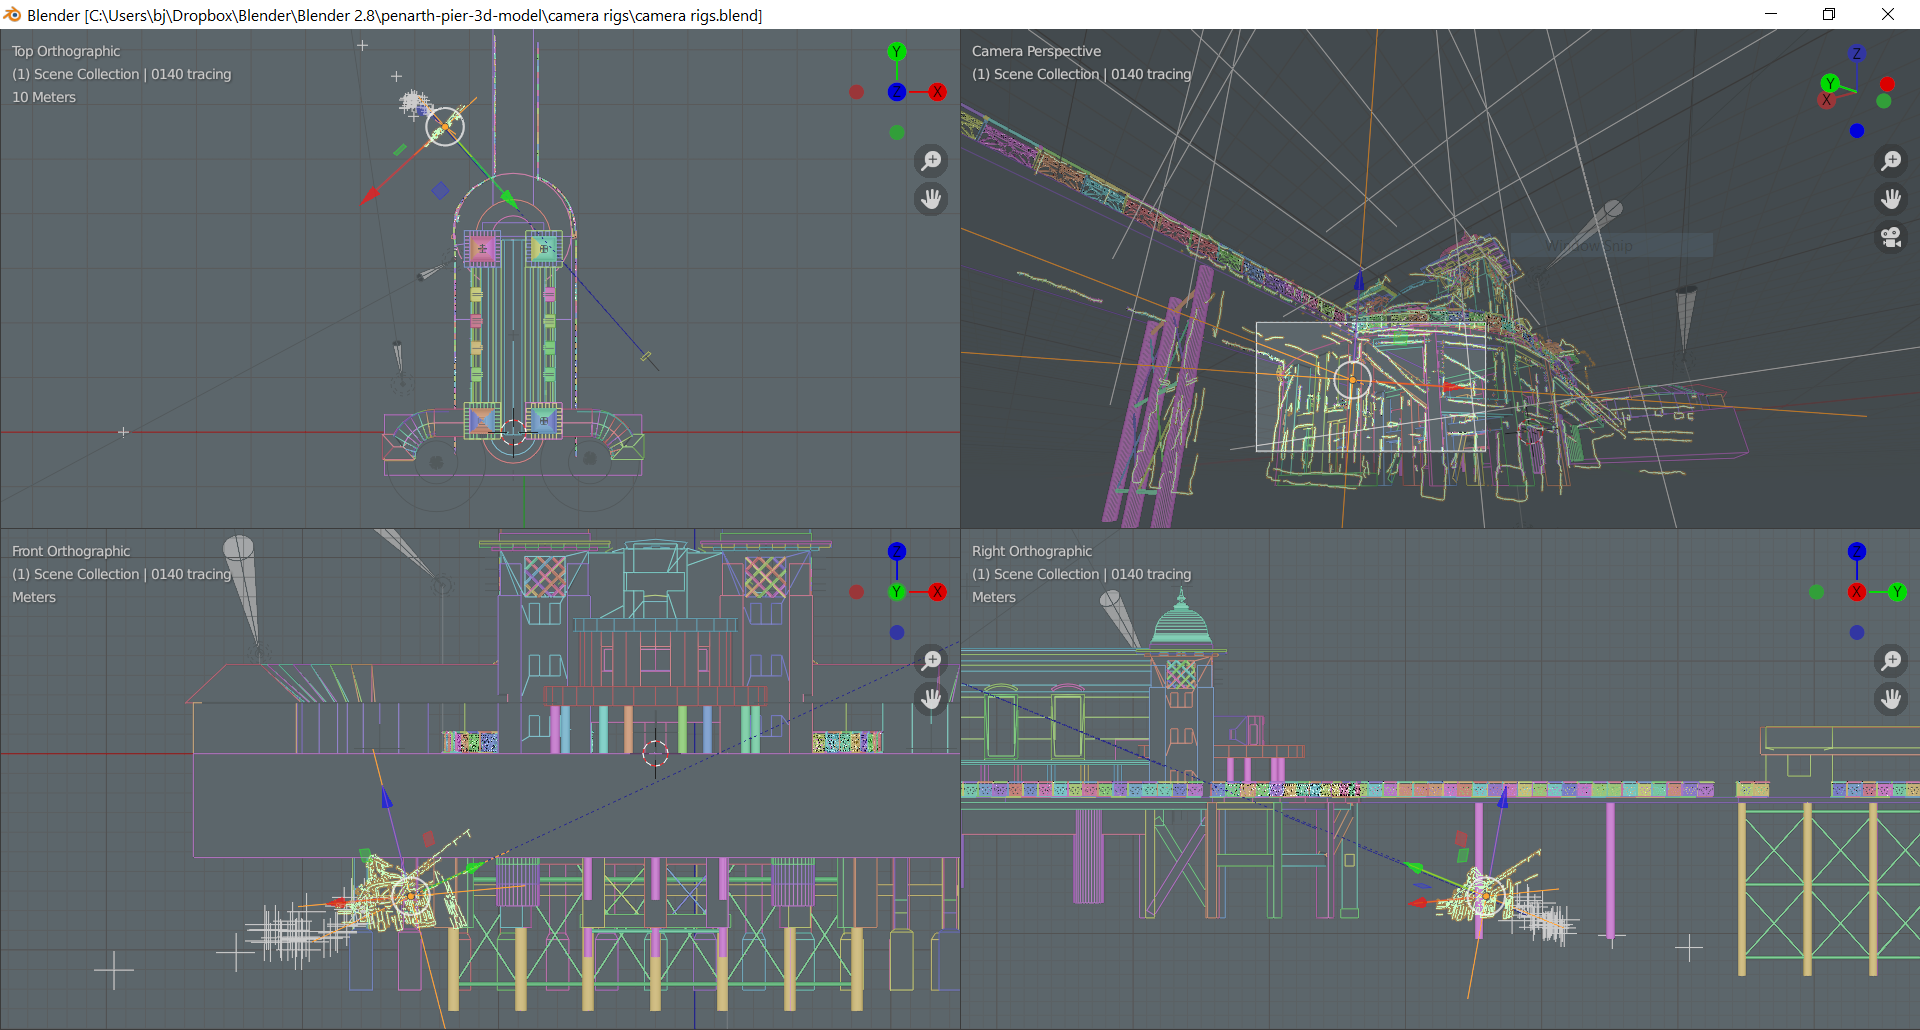 Blender [C:\Users\bj\Dropbox\Blender\Blender 2.8\penarth-pier-3d-model\camera rigs\camera rigs.blend]
Top Orthographic
(1) Scene Collection | 0140 tracing
10 Meters
Y
Z
X
Camera Perspective
(1) Scene Collection | 0140 tracing
Z
Y
X
Window Snip
Front Orthographic
(1) Scene Collection | 0140 tracing
Meters
Z
Y
X
Right Orthographic
(1) Scene Collection | 0140 tracing
Meters
Z
X
Y